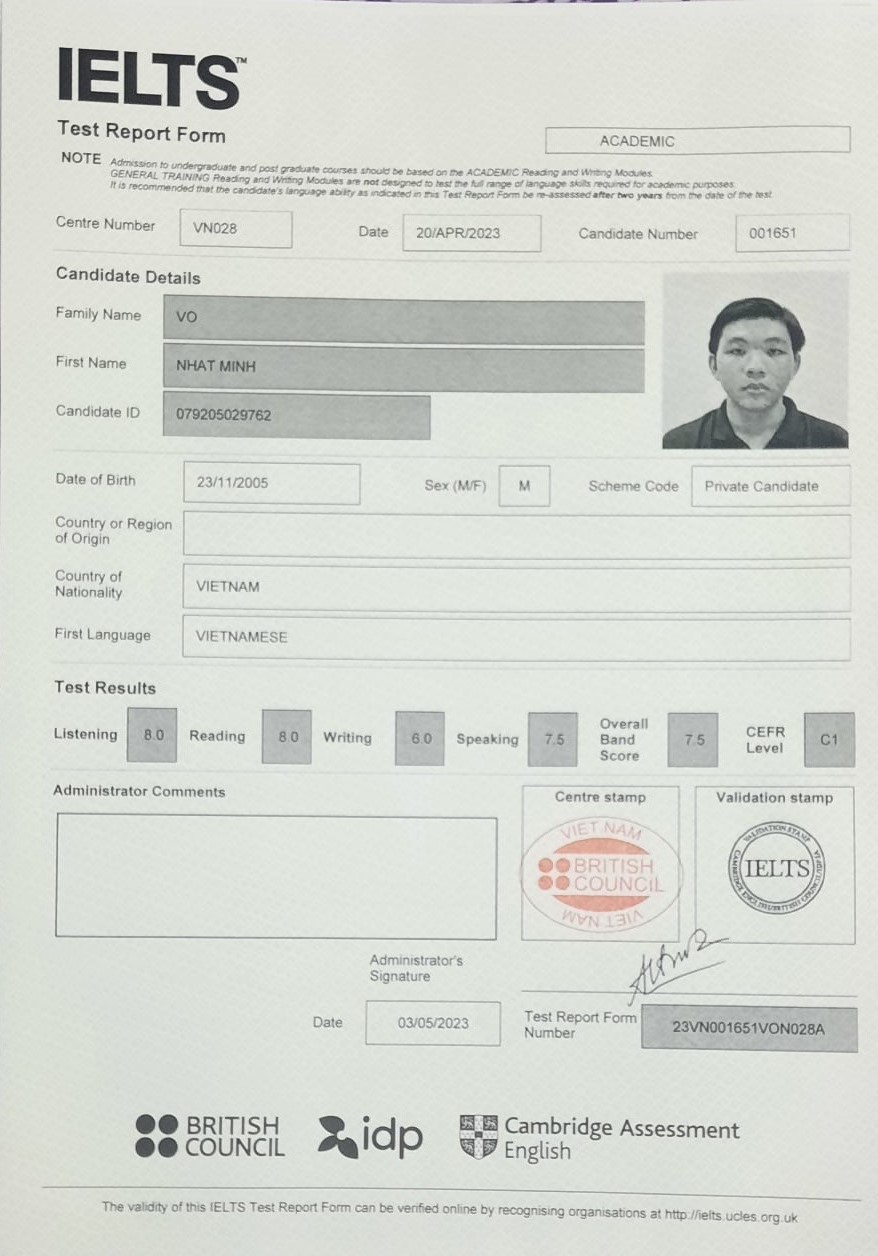 IELTS™
Test Report Form
ACADEMIC
NOTE Admission to undergraduate and post graduate courses should be based on the ACADEMIC Reading and Writing Modules.
GENERAL TRAINING Reading and Writing Modules are not designed to test the full range of language skills required for academic purposes.
It is recommended that the candidate's language ability as indicated in this Test Report Form be re-assessed after two years from the date of the test.
Centre Number VN028 Date 20/APR/2023 Candidate Number 001651
Candidate Details
Family Name VO
First Name NHAT MINH
Candidate ID 079205029762
Date of Birth 23/11/2005 Sex (M/F) M Scheme Code Private Candidate
Country or Region
of Origin
Country of
Nationality VIETNAM
First Language VIETNAMESE
Test Results
Listening 8.0 Reading 8.0 Writing 6.0 Speaking 7.5 Overall Band Score 7.5 CEFR Level C1
Administrator Comments
Centre stamp
VIET NAM
BRITISH
COUNCIL
VIET NAM
Validation stamp
VALIDATION STAMP
IELTS
Administrator's
Signature
Date 03/05/2023
Test Report Form
Number 23VN001651VON028A
BRITISH
COUNCIL
idp
Cambridge Assessment
English
The validity of this IELTS Test Report Form can be verified online by recognising organisations at http://ielts.ucles.org.uk